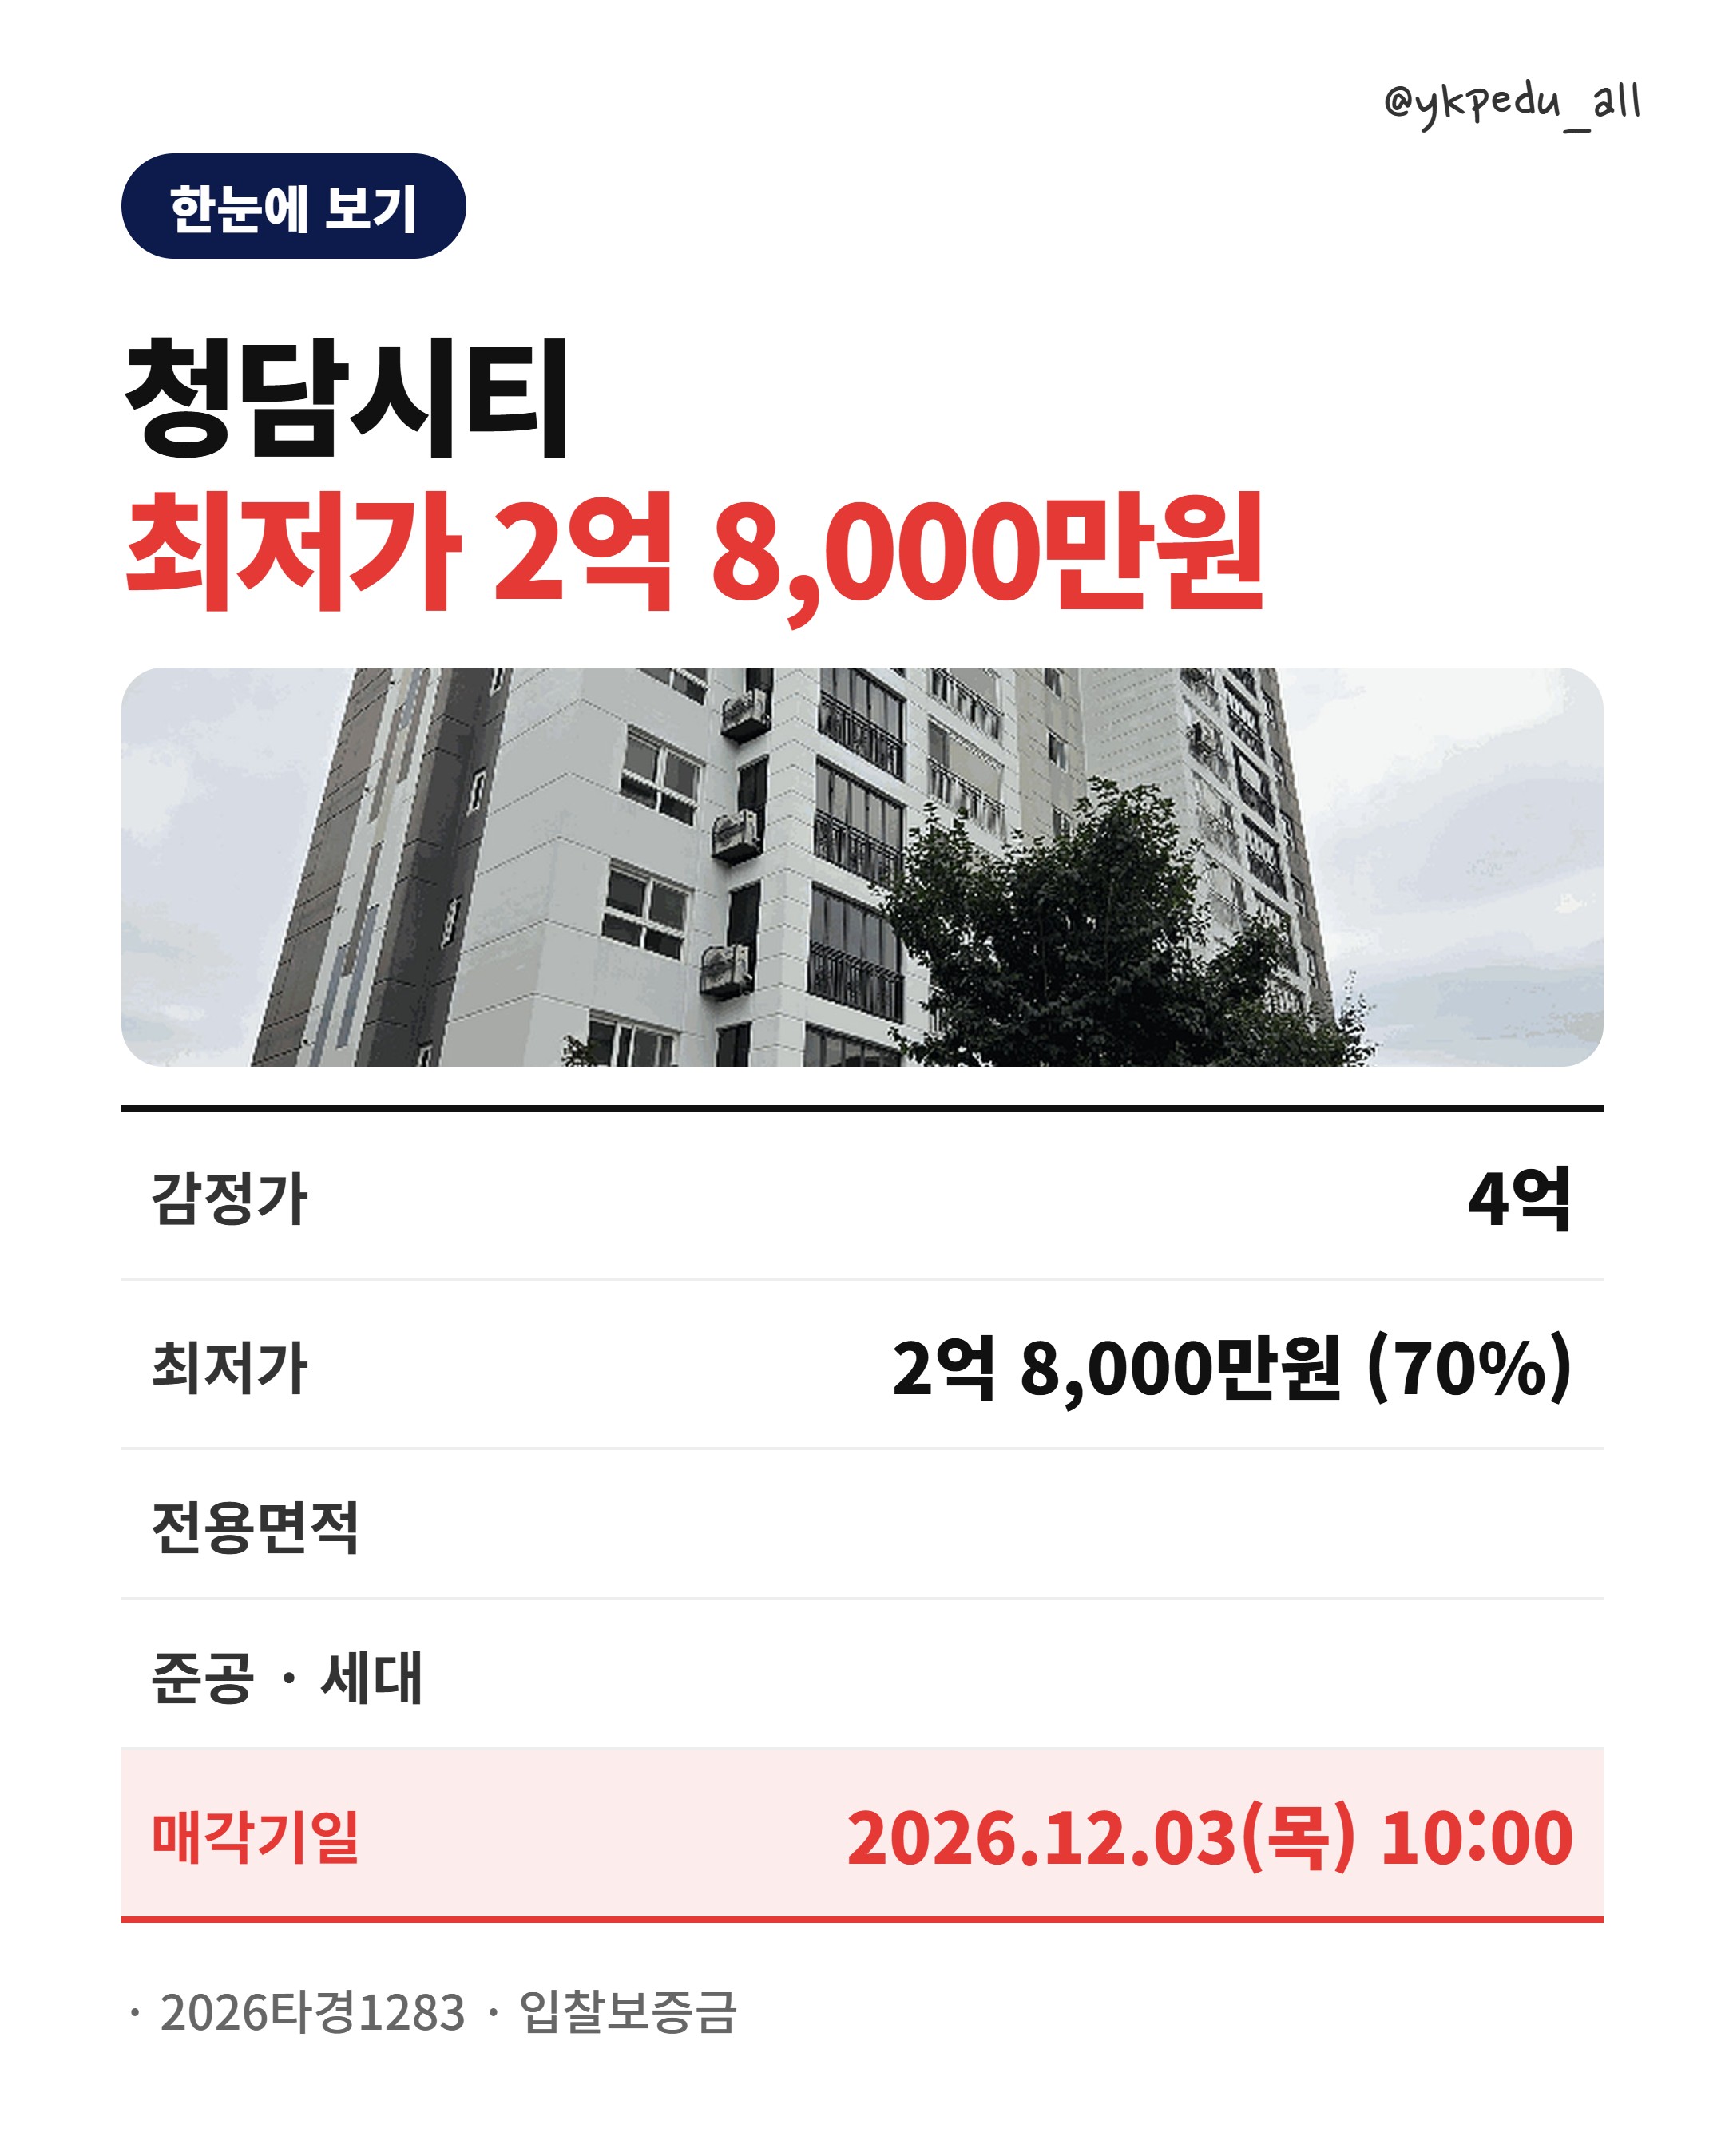 @ykpedu_all
한눈에 보기
청담시티
최저가 2억 8,000만원
감정가 4억
최저가 2억 8,000만원 (70%)
전용면적
준공 · 세대
매각기일 2026.12.03(목) 10:00
· 2026타경1283 · 입찰보증금